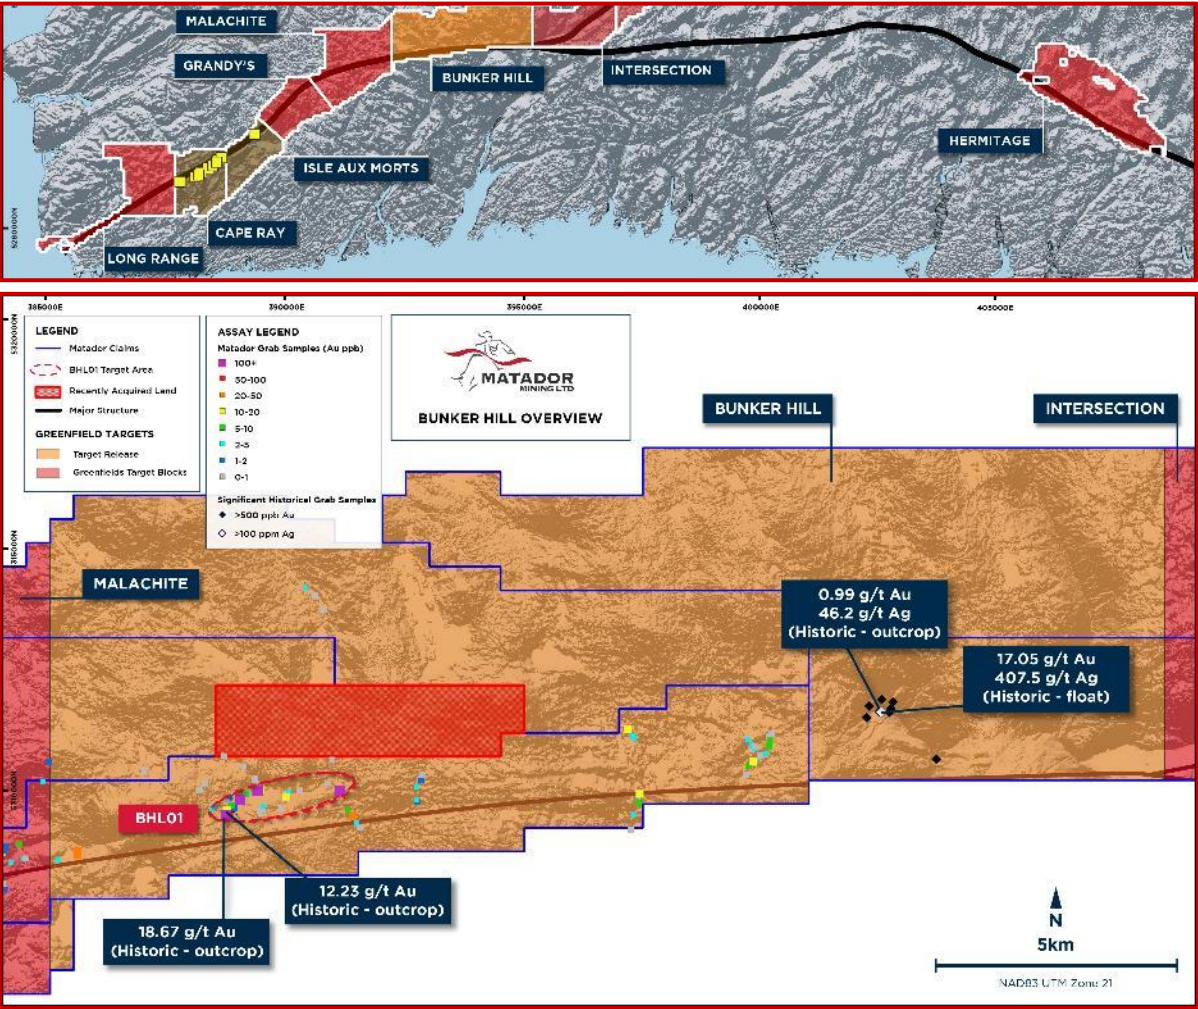 MALACHITE
GRANDY'S
BUNKER HILL
INTERSECTION
HERMITAGE
ISLE AUX MORTS
CAPE RAY
LONG RANGE
5280000N
385000E
390000E
395000E
400000E
405000E
5320000N
LEGEND
Matador Claims
BHL01 Target Area
Recently Acquired Land
Major Structure
GREENFIELD TARGETS
Target Release
Greenfields Target Blocks
ASSAY LEGEND
Matador Grab Samples (Au ppb)
100+
50-100
20-50
10-20
5-10
2-5
1-2
0-1
Significant Historical Grab Samples
>500 ppb Au
>100 ppm Ag
MATADOR
MINING LTD
BUNKER HILL OVERVIEW
BUNKER HILL
INTERSECTION
5315000N
MALACHITE
0.99 g/t Au
46.2 g/t Ag
(Historic - outcrop)
17.05 g/t Au
407.5 g/t Ag
(Historic - float)
5310000N
BHL01
12.23 g/t Au
(Historic - outcrop)
18.67 g/t Au
(Historic - outcrop)
N
5km
NAD83 UTM Zone 21